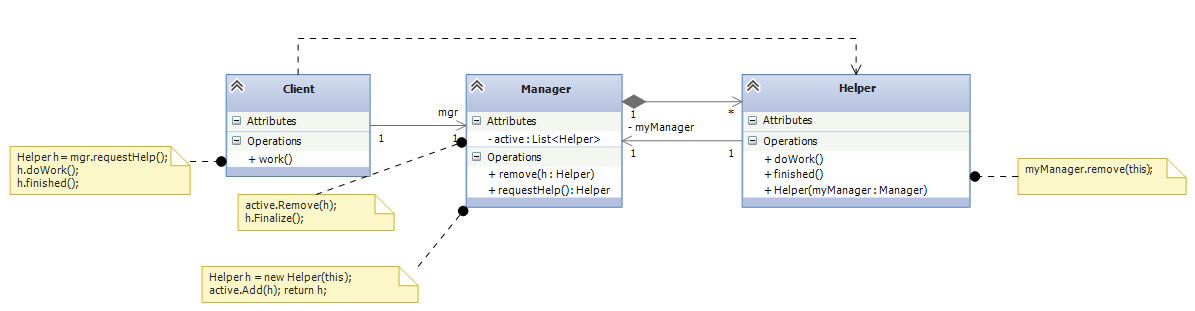 Client
Attributes
Operations
+ work()
mgr
1
1
Manager
Attributes
- active : List<Helper>
Operations
+ remove(h : Helper)
+ requestHelp() : Helper
1
*
- myManager
1
1
Helper
Attributes
Operations
+ doWork()
+ finished()
+ Helper(myManager : Manager)
Helper h = mgr.requestHelp();
h.doWork();
h.finished();
active.Remove(h);
h.Finalize();
Helper h = new Helper(this);
active.Add(h); return h;
myManager.remove(this);